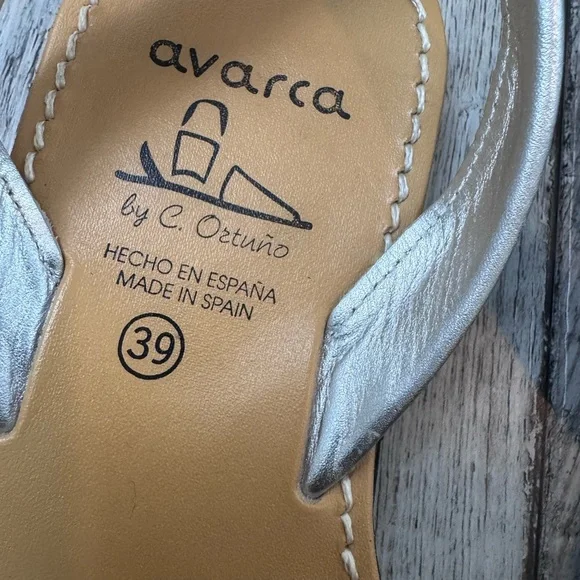 avarca
by C. Ortuño
HECHO EN ESPAÑA
MADE IN SPAIN
39